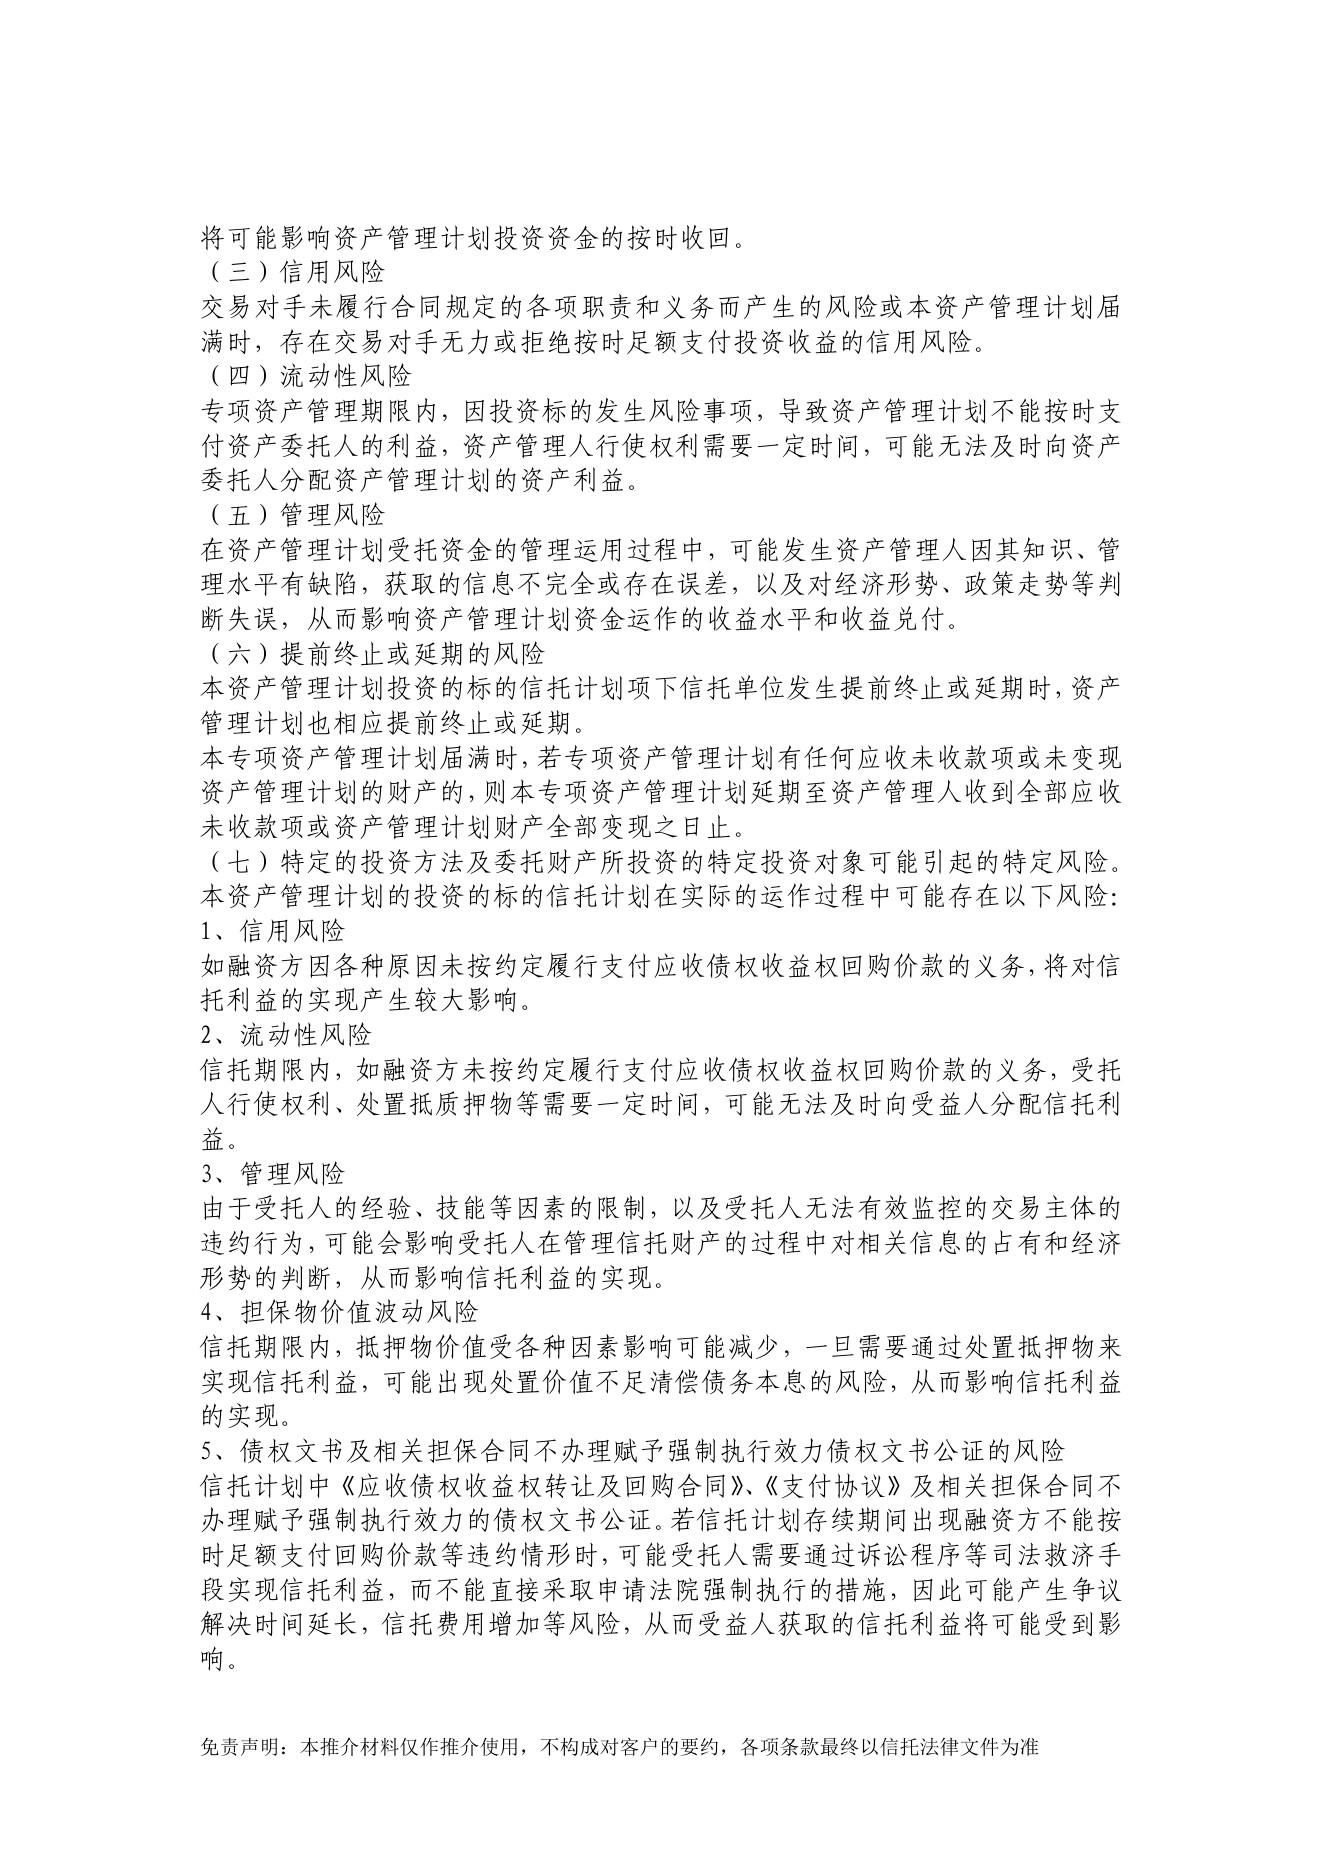 将可能影响资产管理计划投资资金的按时收回。
（三）信用风险
交易对手未履行合同规定的各项职责和义务而产生的风险或本资产管理计划届
满时，存在交易对手无力或拒绝按时足额支付投资收益的信用风险。
（四）流动性风险
专项资产管理期限内，因投资标的发生风险事项，导致资产管理计划不能按时支
付资产委托人的利益，资产管理人行使权利需要一定时间，可能无法及时向资产
委托人分配资产管理计划的资产利益。
（五）管理风险
在资产管理计划受托资金的管理运用过程中，可能发生资产管理人因其知识、管
理水平有缺陷，获取的信息不完全或存在误差，以及对经济形势、政策走势等判
断失误，从而影响资产管理计划资金运作的收益水平和收益兑付。
（六）提前终止或延期的风险
本资产管理计划投资的标的信托计划项下信托单位发生提前终止或延期时，资产
管理计划也相应提前终止或延期。
本专项资产管理计划届满时，若专项资产管理计划有任何应收未收款项或未变现
资产管理计划的财产的，则本专项资产管理计划延期至资产管理人收到全部应收
未收款项或资产管理计划财产全部变现之日止。
（七）特定的投资方法及委托财产所投资的特定投资对象可能引起的特定风险。
本资产管理计划的投资的标的信托计划在实际的运作过程中可能存在以下风险：
1、信用风险
如融资方因各种原因未按约定履行支付应收债权收益权回购价款的义务，将对信
托利益的实现产生较大影响。
2、流动性风险
信托期限内，如融资方未按约定履行支付应收债权收益权回购价款的义务，受托
人行使权利、处置抵质押物等需要一定时间，可能无法及时向受益人分配信托利
益。
3、管理风险
由于受托人的经验、技能等因素的限制，以及受托人无法有效监控的交易主体的
违约行为，可能会影响受托人在管理信托财产的过程中对相关信息的占有和经济
形势的判断，从而影响信托利益的实现。
4、担保物价值波动风险
信托期限内，抵押物价值受各种因素影响可能减少，一旦需要通过处置抵押物来
实现信托利益，可能出现处置价值不足清偿债务本息的风险，从而影响信托利益
的实现。
5、债权文书及相关担保合同不办理赋予强制执行效力债权文书公证的风险
信托计划中《应收债权收益权转让及回购合同》、《支付协议》及相关担保合同不
办理赋予强制执行效力的债权文书公证。若信托计划存续期间出现融资方不能按
时足额支付回购价款等违约情形时，可能受托人需要通过诉讼程序等司法救济手
段实现信托利益，而不能直接采取申请法院强制执行的措施，因此可能产生争议
解决时间延长，信托费用增加等风险，从而受益人获取的信托利益将可能受到影
响。
免责声明：本推介材料仅作推介使用，不构成对客户的要约，各项条款最终以信托法律文件为准